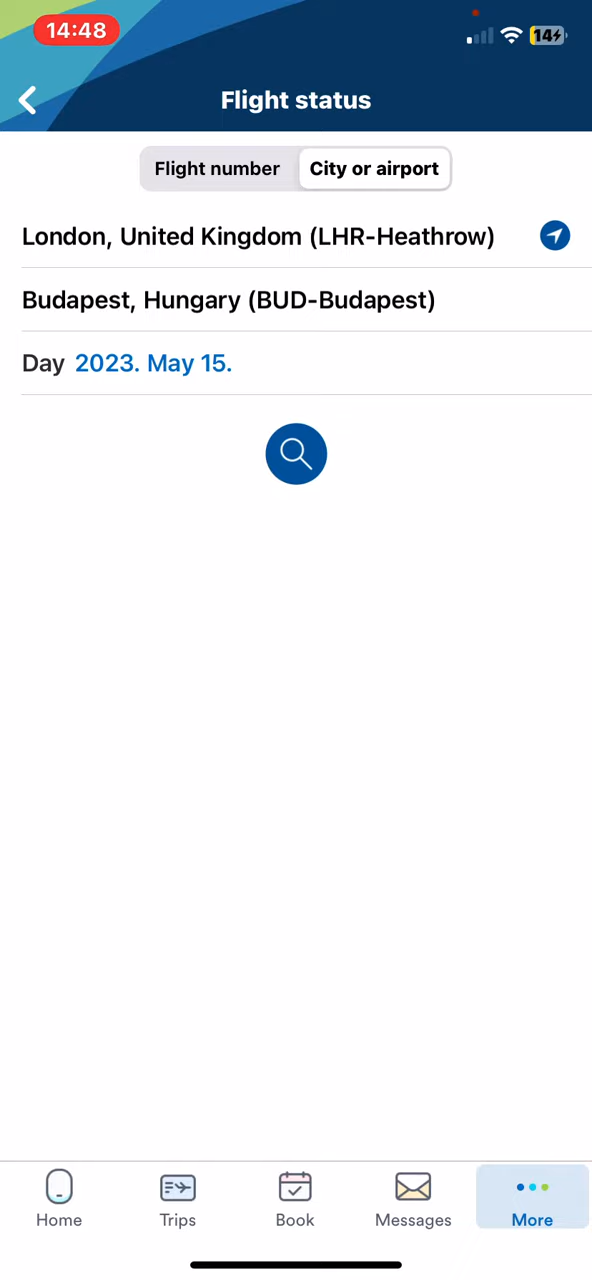 14:48
14
Flight status
Flight number
City or airport
London, United Kingdom (LHR-Heathrow)
Budapest, Hungary (BUD-Budapest)
Day 2023. May 15.
Home
Trips
Book
Messages
More